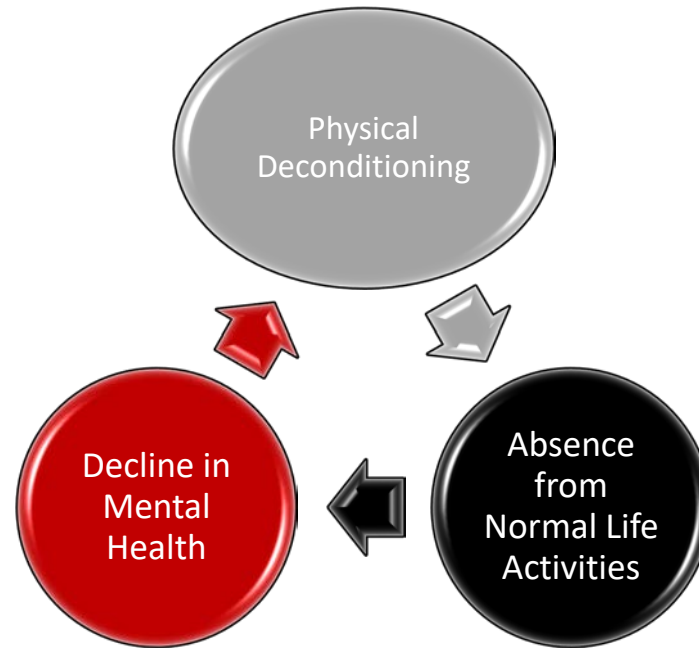 Physical
Deconditioning
Absence
from
Normal Life
Activities
Decline in
Mental
Health